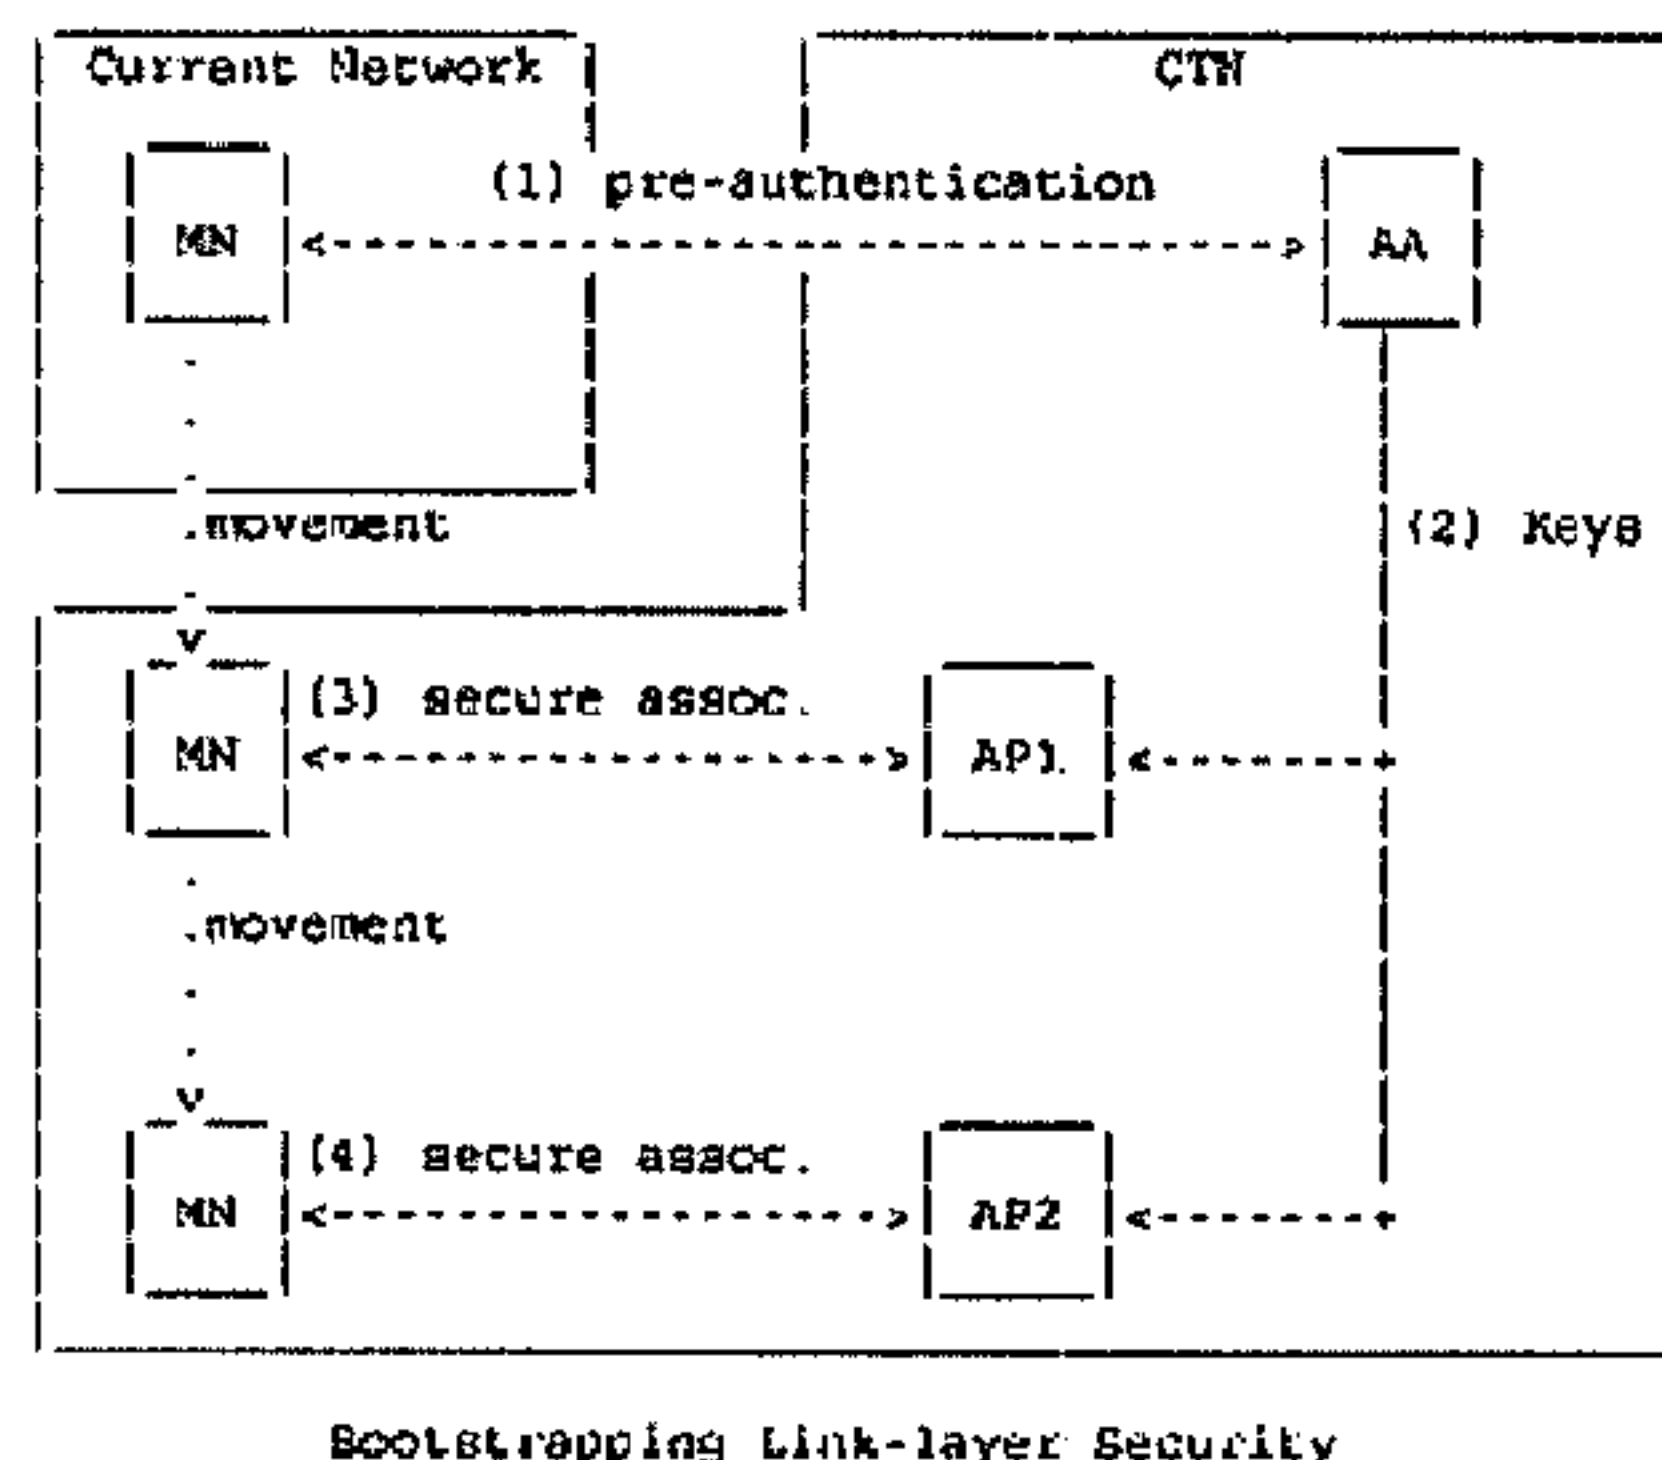 Current Network
CTN
(1) pre-authentication
MN
AA
.movement
(2) Keys
(3) secure assoc.
MN
AP1
.movement
(4) secure assoc.
MN
AP2
Bootstrapping Link-layer Security